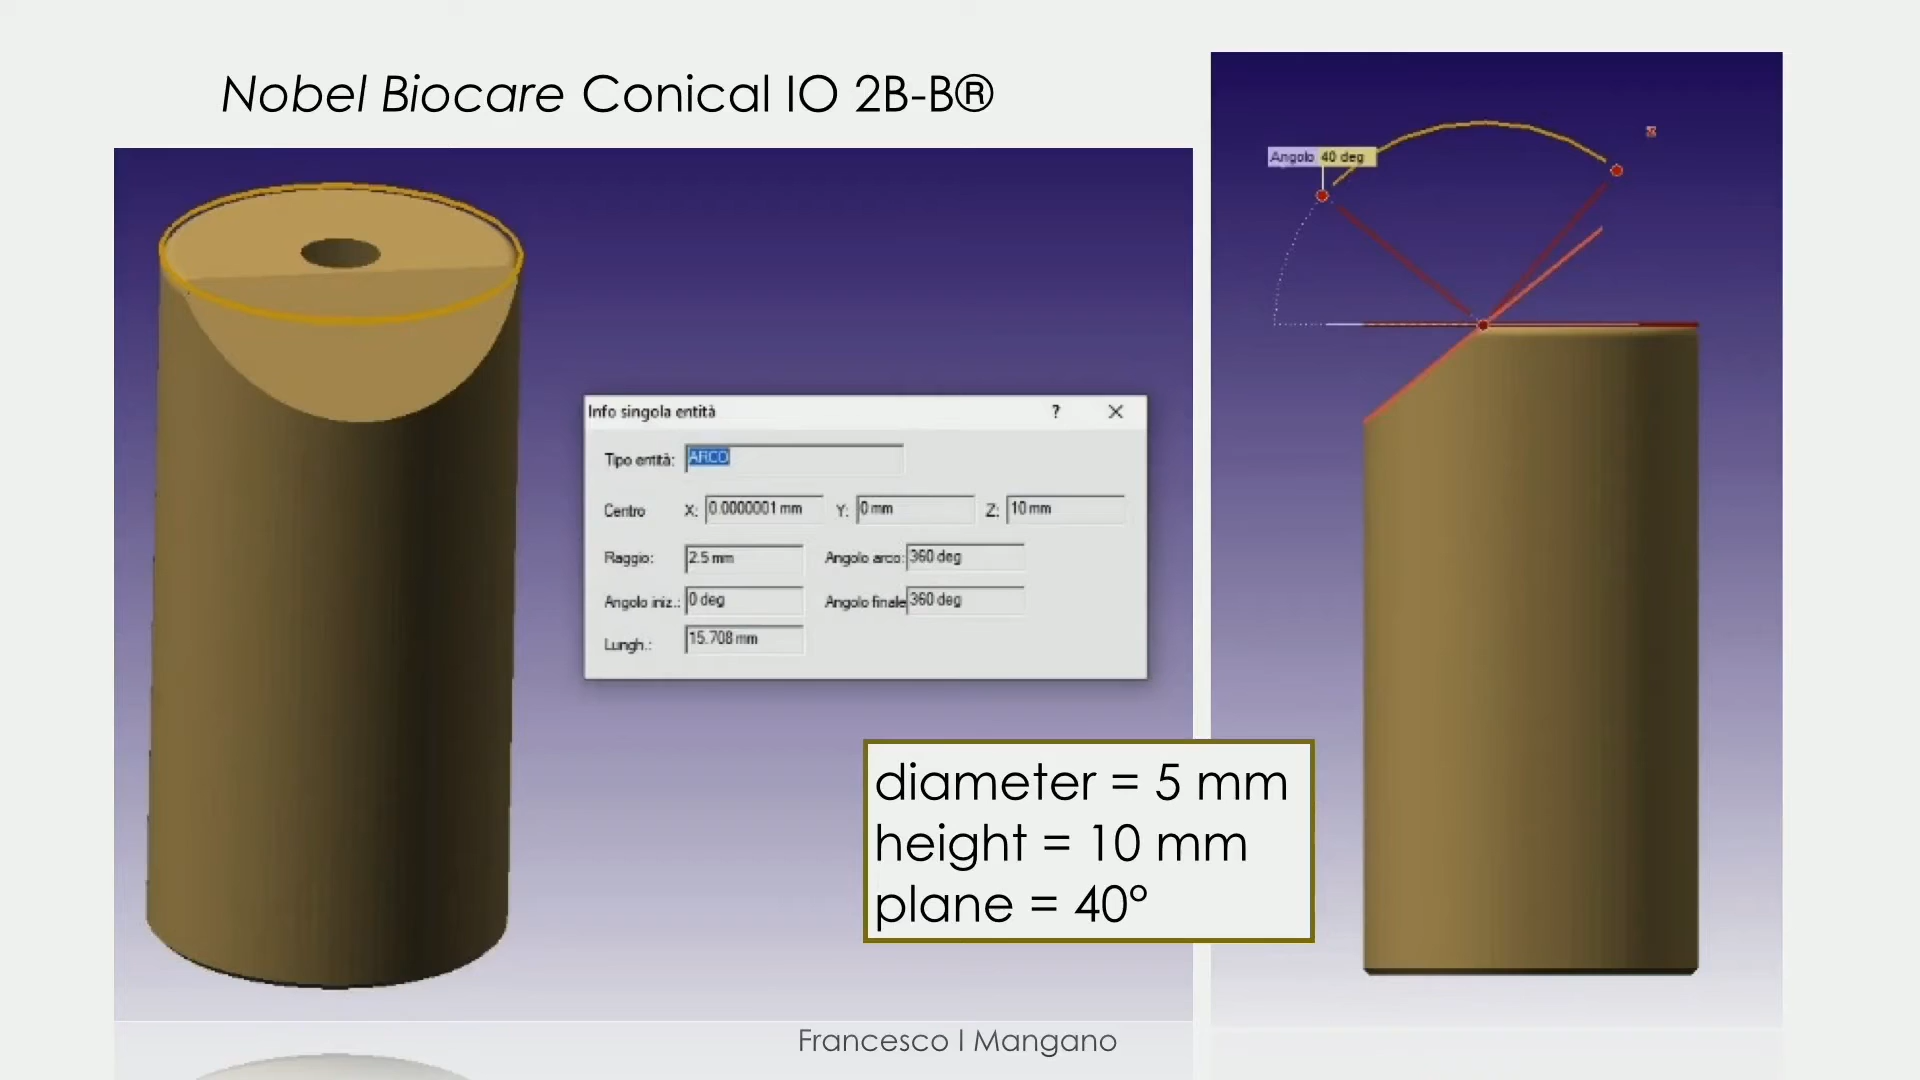 Nobel Biocare Conical IO 2B-B®
Angolo 40 deg
z
Info singola entità ? X
Tipo entità: ARCO
Centro X: 0.0000001 mm Y: 0 mm Z: 10 mm
Raggio: 2.5 mm Angolo arco: 360 deg
Angolo iniz.: 0 deg Angolo finale 360 deg
Lungh.: 15.708 mm
diameter = 5 mm
height = 10 mm
plane = 40°
Francesco I Mangano